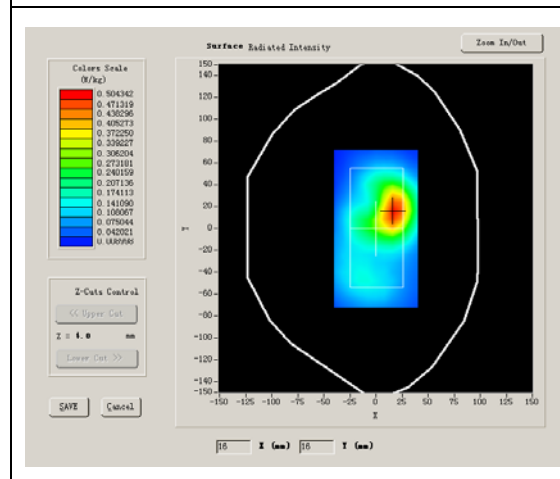 Surface Radiated Intensity
Zoom In/Out
Colors Scale
(W/kg)
0.504342
0.471319
0.438296
0.405273
0.372250
0.339227
0.306204
0.273181
0.240159
0.207136
0.174113
0.141090
0.108067
0.075044
0.042021
0.008998
150
140
120
100
80
60
40
20
0
-20
-40
-60
-80
-100
-120
-140
-150
-150 -125 -100 -75 -50 -25 0 25 50 75 100 125 150
X
Z-Cuts Control
<< Upper Cut
Z = 4.0 mm
Lower Cut >>
SAVE Cancel
16 X (mm) 16 Y (mm)